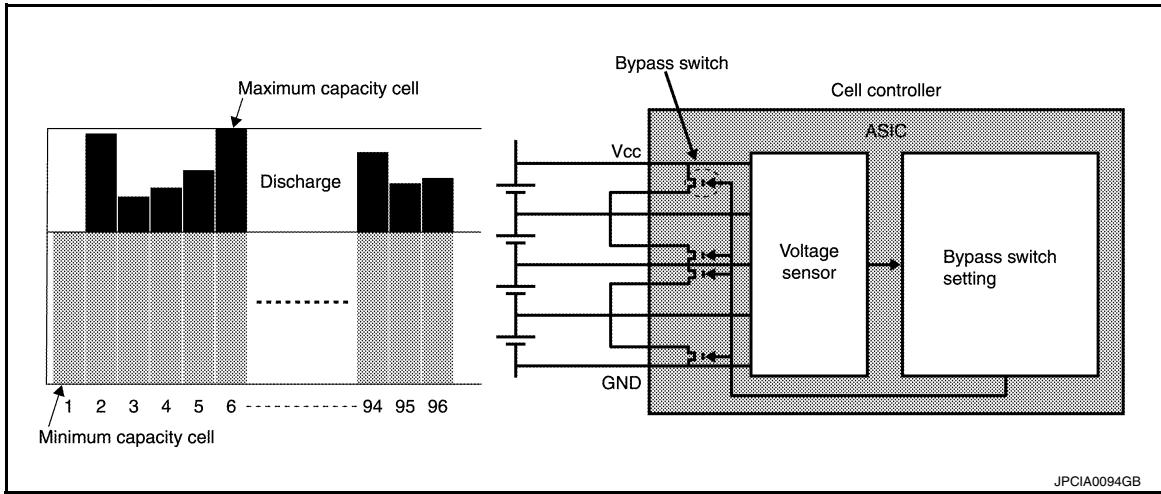 Maximum capacity cell
Discharge
1 2 3 4 5 6 94 95 96
Minimum capacity cell
Bypass switch
Cell controller
ASIC
Vcc
Voltage
sensor
Bypass switch
setting
GND
JPCIA0094GB